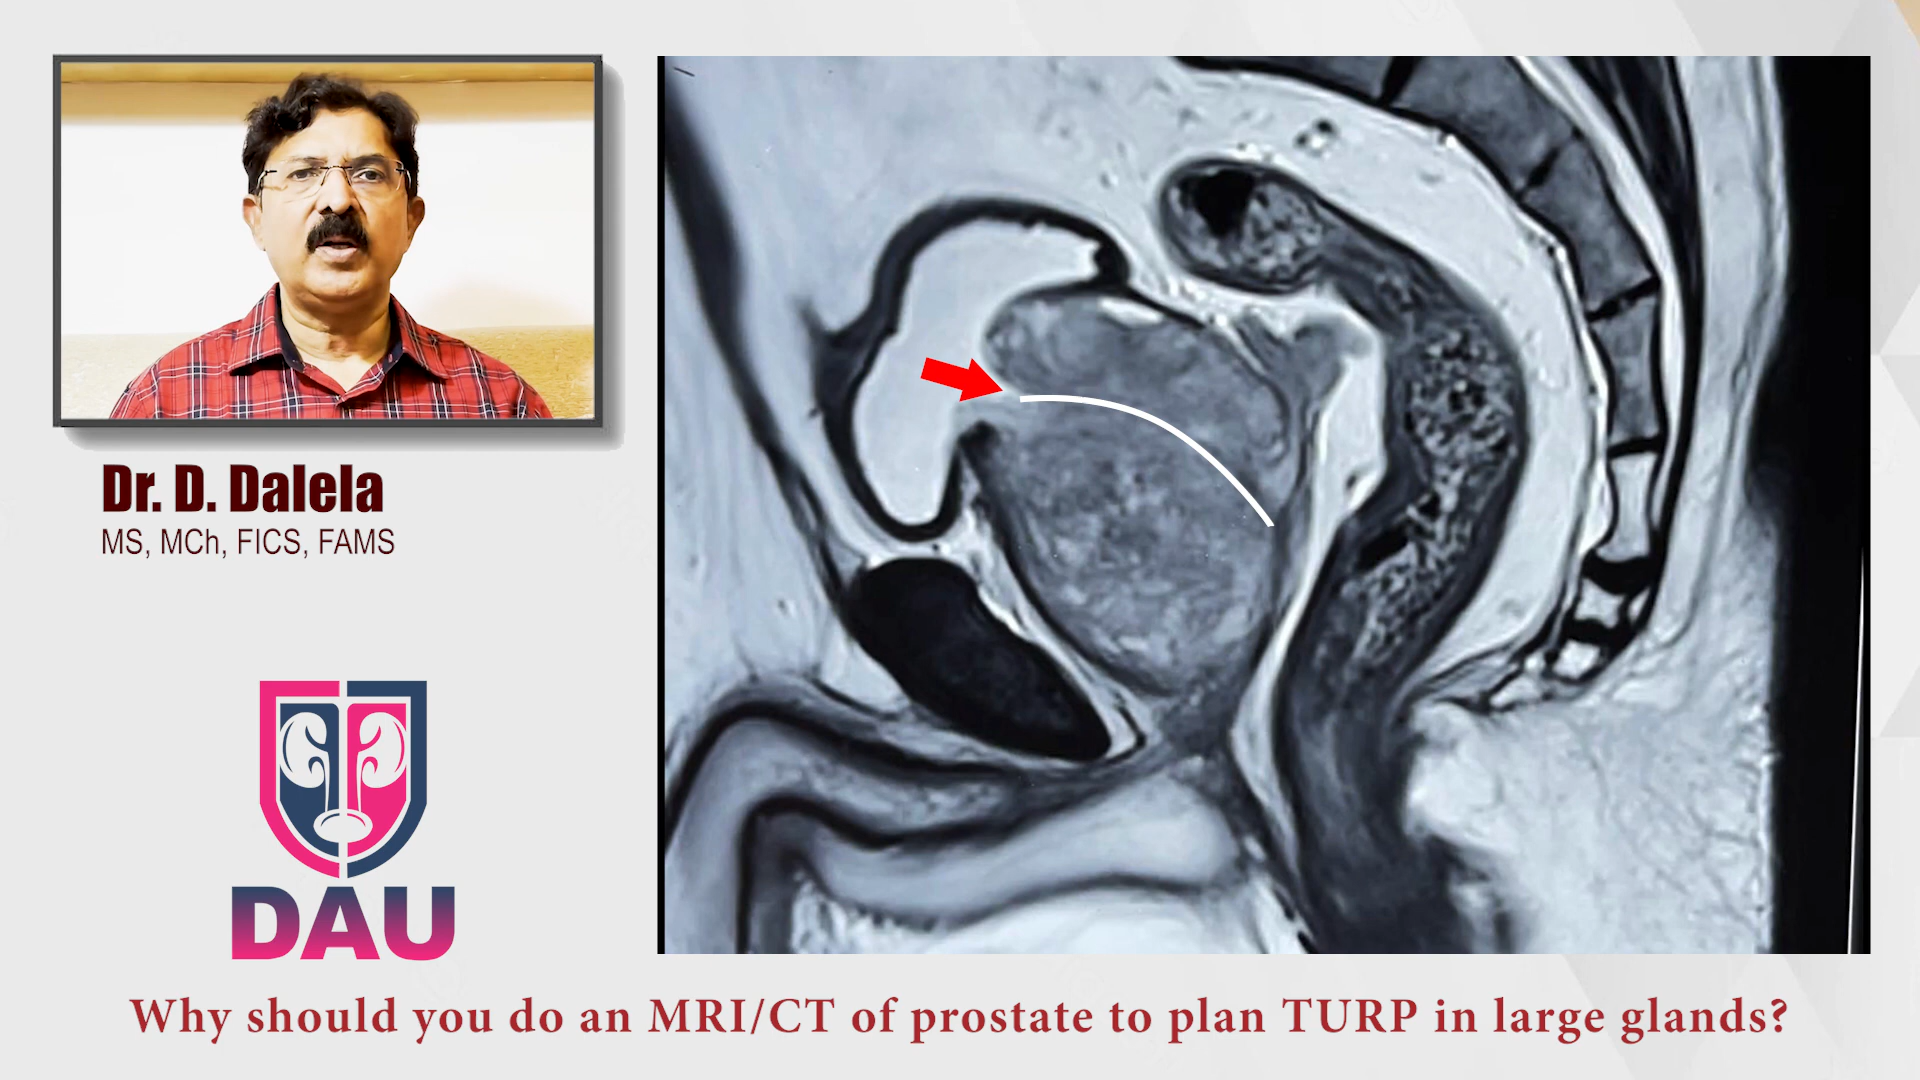 Dr. D. Dalela
MS, MCh, FICS, FAMS
DAU
Why should you do an MRI/CT of prostate to plan TURP in large glands?